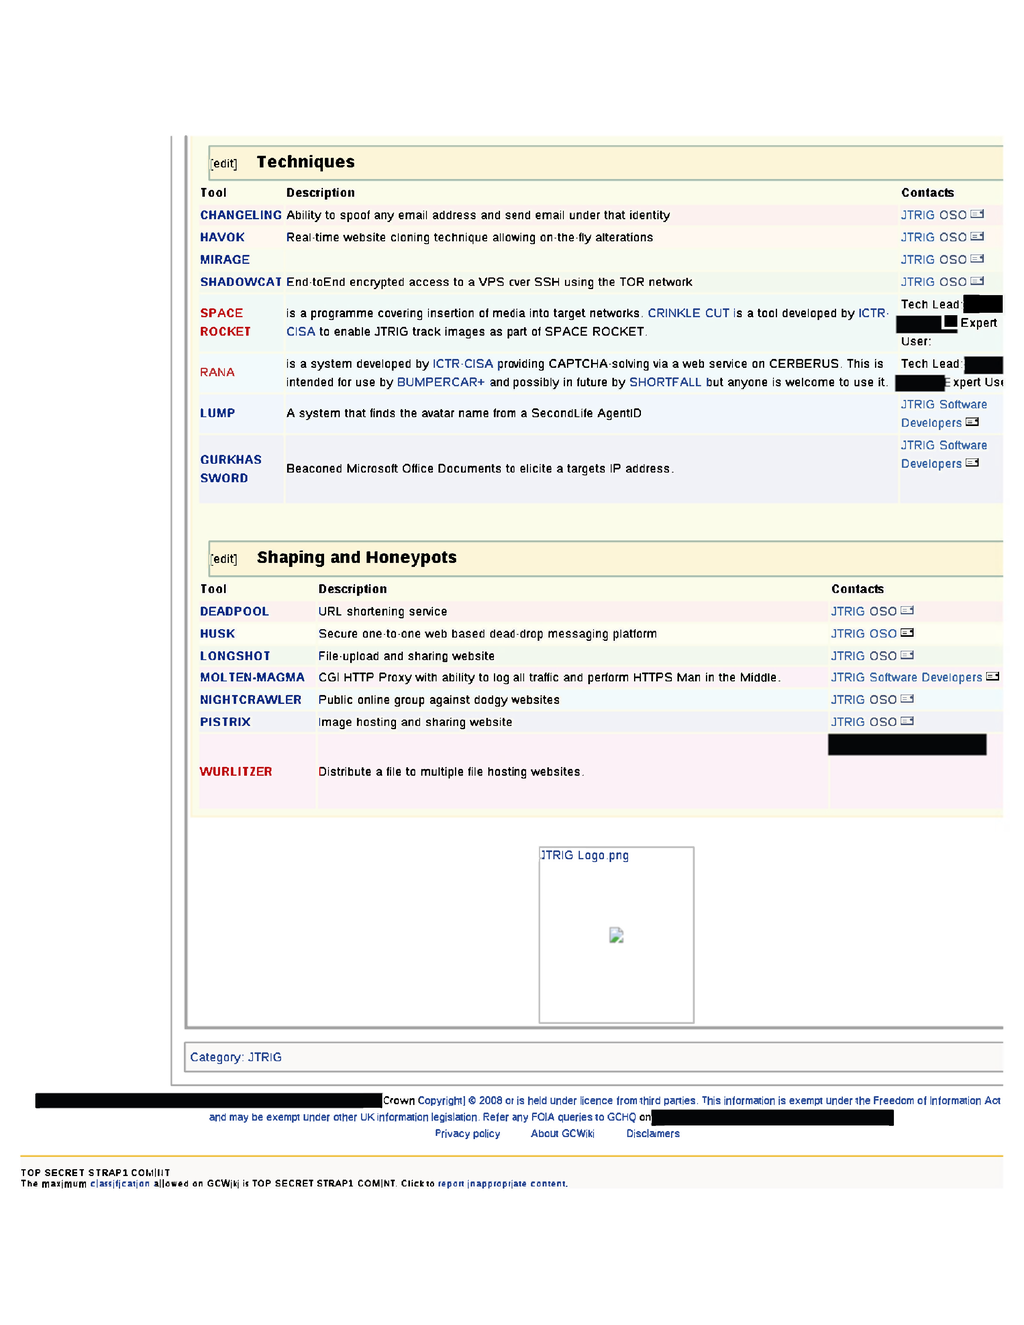 [edit] Techniques
Tool Description Contacts
CHANGELING Ability to spoof any email address and send email under that identity JTRIG OSO
HAVOK Real-time website cloning technique allowing on-the-fly alterations JTRIG OSO
MIRAGE JTRIG OSO
SHADOWCAT End-toEnd encrypted access to a VPS over SSH using the TOR network JTRIG OSO
Tech Lead:
SPACE is a programme covering insertion of media into target networks. CRINKLE CUT is a tool developed by ICTR- Expert
ROCKET CISA to enable JTRIG track images as part of SPACE ROCKET.
User:
is a system developed by ICTR-CISA providing CAPTCHA-solving via a web service on CERBERUS. This is Tech Lead:
RANA
intended for use by BUMPERCAR+ and possibly in future by SHORTFALL but anyone is welcome to use it. Expert Use
JTRIG Software
LUMP A system that finds the avatar name from a SecondLife AgentID
Developers
JTRIG Software
GURKHAS Developers
Beaconed Microsoft Office Documents to elicite a targets IP address.
SWORD
[edit] Shaping and Honeypots
Tool Description Contacts
DEADPOOL URL shortening service JTRIG OSO
HUSK Secure one-to-one web based dead-drop messaging platform JTRIG OSO
LONGSHOT File-upload and sharing website JTRIG OSO
MOLTEN-MAGMA CGI HTTP Proxy with ability to log all traffic and perform HTTPS Man in the Middle. JTRIG Software Developers
NIGHTCRAWLER Public online group against dodgy websites JTRIG OSO
PISTRIX Image hosting and sharing website JTRIG OSO
WURLITZER Distribute a file to multiple file hosting websites.
JTRIG Logo.png
Category: JTRIG
Crown Copyright] © 2008 or is held under licence from third parties. This information is exempt under the Freedom of Information Act
and may be exempt under other UK information legislation. Refer any FOIA queries to GCHQ on
Privacy policy About GCWiki Disclaimers
TOP SECRET STRAP1 COMINT
The maximum classification allowed on GCWiki is TOP SECRET STRAP1 COMINT. Click to report inappropriate content.